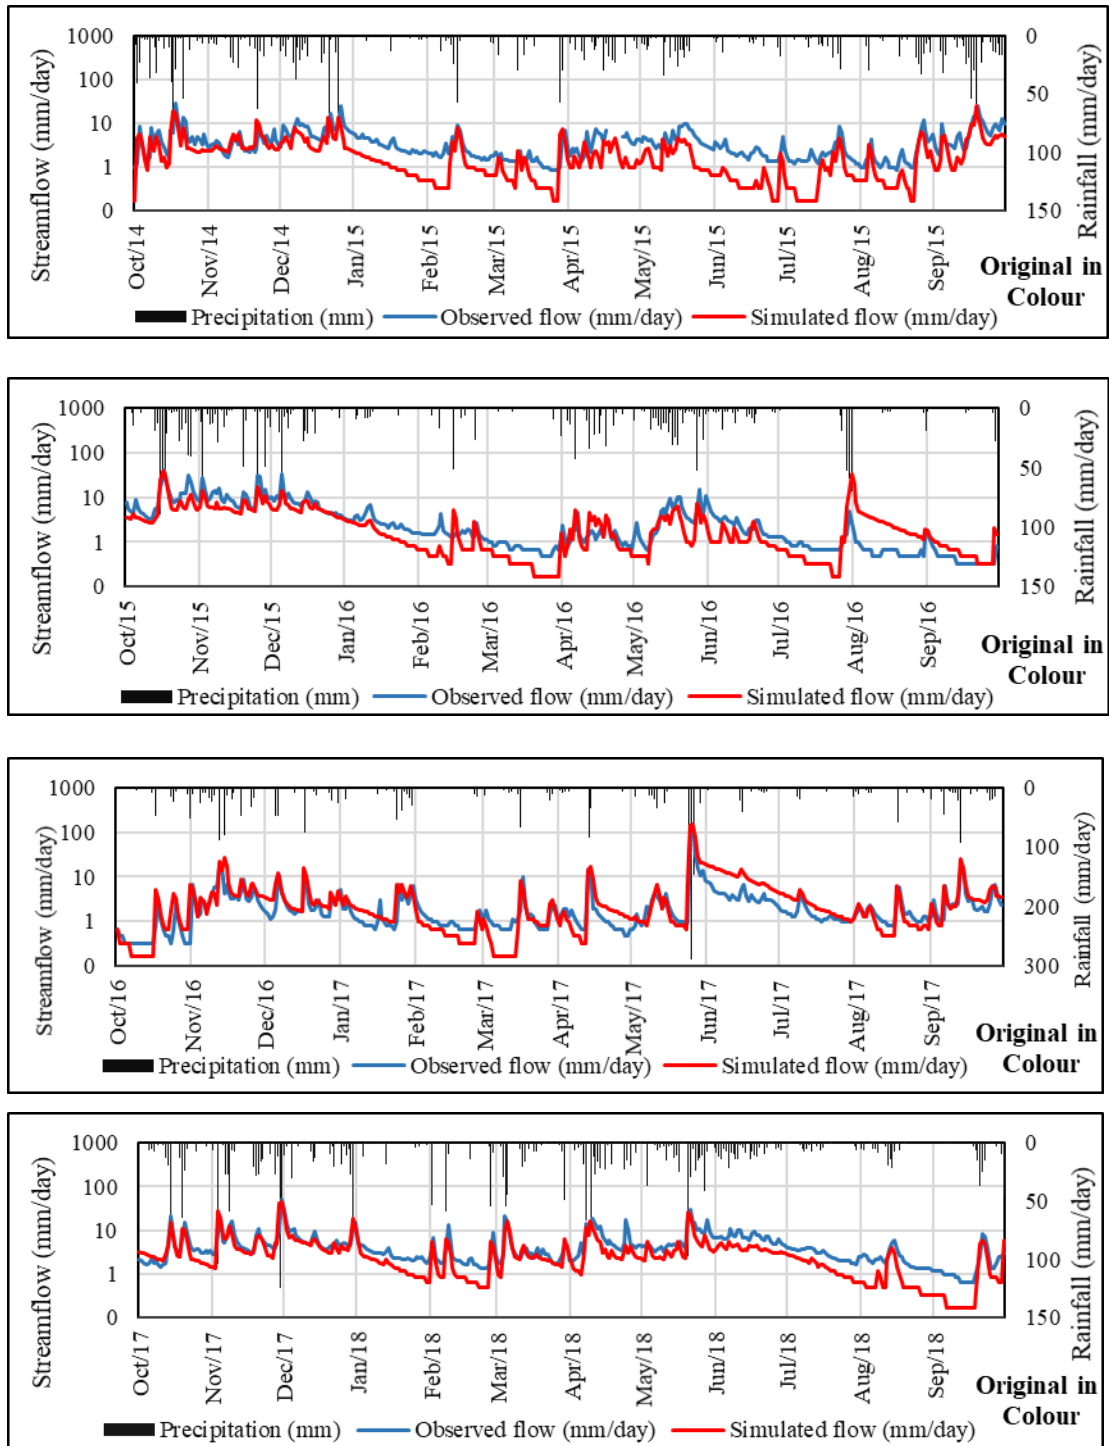 1000
100
10
1
0
Streamflow (mm/day)
0
50
100
150
Rainfall (mm/day)
Oct/14
Nov/14
Dec/14
Jan/15
Feb/15
Mar/15
Apr/15
May/15
Jun/15
Jul/15
Aug/15
Sep/15
Original in
Colour
Precipitation (mm) Observed flow (mm/day) Simulated flow (mm/day)
1000
100
10
1
0
Streamflow (mm/day)
0
50
100
150
Rainfall (mm/day)
Oct/15
Nov/15
Dec/15
Jan/16
Feb/16
Mar/16
Apr/16
May/16
Jun/16
Jul/16
Aug/16
Sep/16
Original in
Colour
Precipitation (mm) Observed flow (mm/day) Simulated flow (mm/day)
1000
100
10
1
0
Streamflow (mm/day)
0
100
200
300
Rainfall (mm/day)
Oct/16
Nov/16
Dec/16
Jan/17
Feb/17
Mar/17
Apr/17
May/17
Jun/17
Jul/17
Aug/17
Sep/17
Original in
Colour
Precipitation (mm) Observed flow (mm/day) Simulated flow (mm/day)
1000
100
10
1
0
Streamflow (mm/day)
0
50
100
150
Rainfall (mm/day)
Oct/17
Nov/17
Dec/17
Jan/18
Feb/18
Mar/18
Apr/18
May/18
Jun/18
Jul/18
Aug/18
Sep/18
Original in
Colour
Precipitation (mm) Observed flow (mm/day) Simulated flow (mm/day)